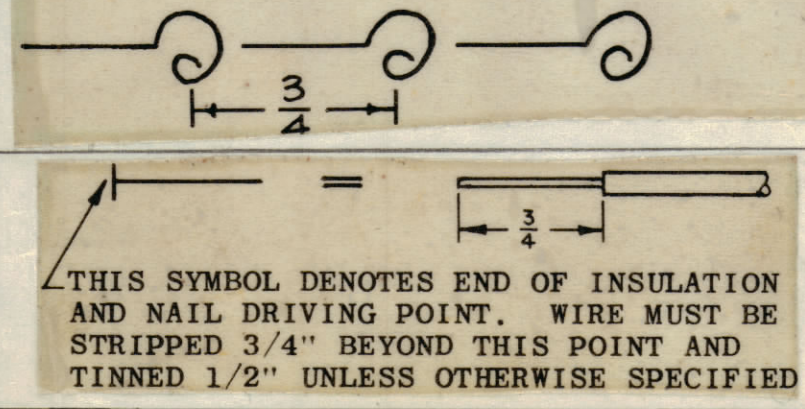 3/4
3/4
THIS SYMBOL DENOTES END OF INSULATION
AND NAIL DRIVING POINT. WIRE MUST BE
STRIPPED 3/4" BEYOND THIS POINT AND
TINNED 1/2" UNLESS OTHERWISE SPECIFIED